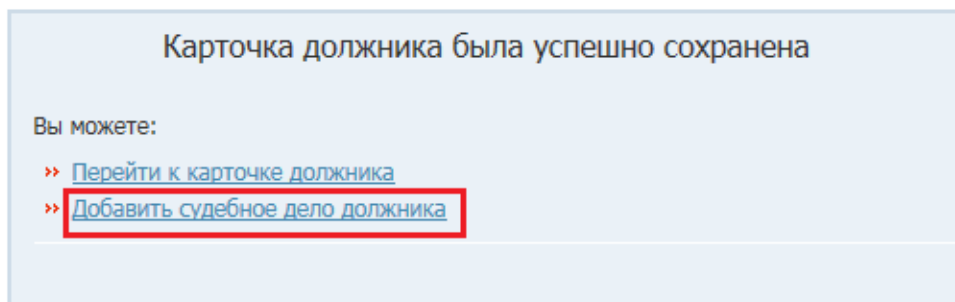 Карточка должника была успешно сохранена
Вы можете:
›› Перейти к карточке должника
›› Добавить судебное дело должника